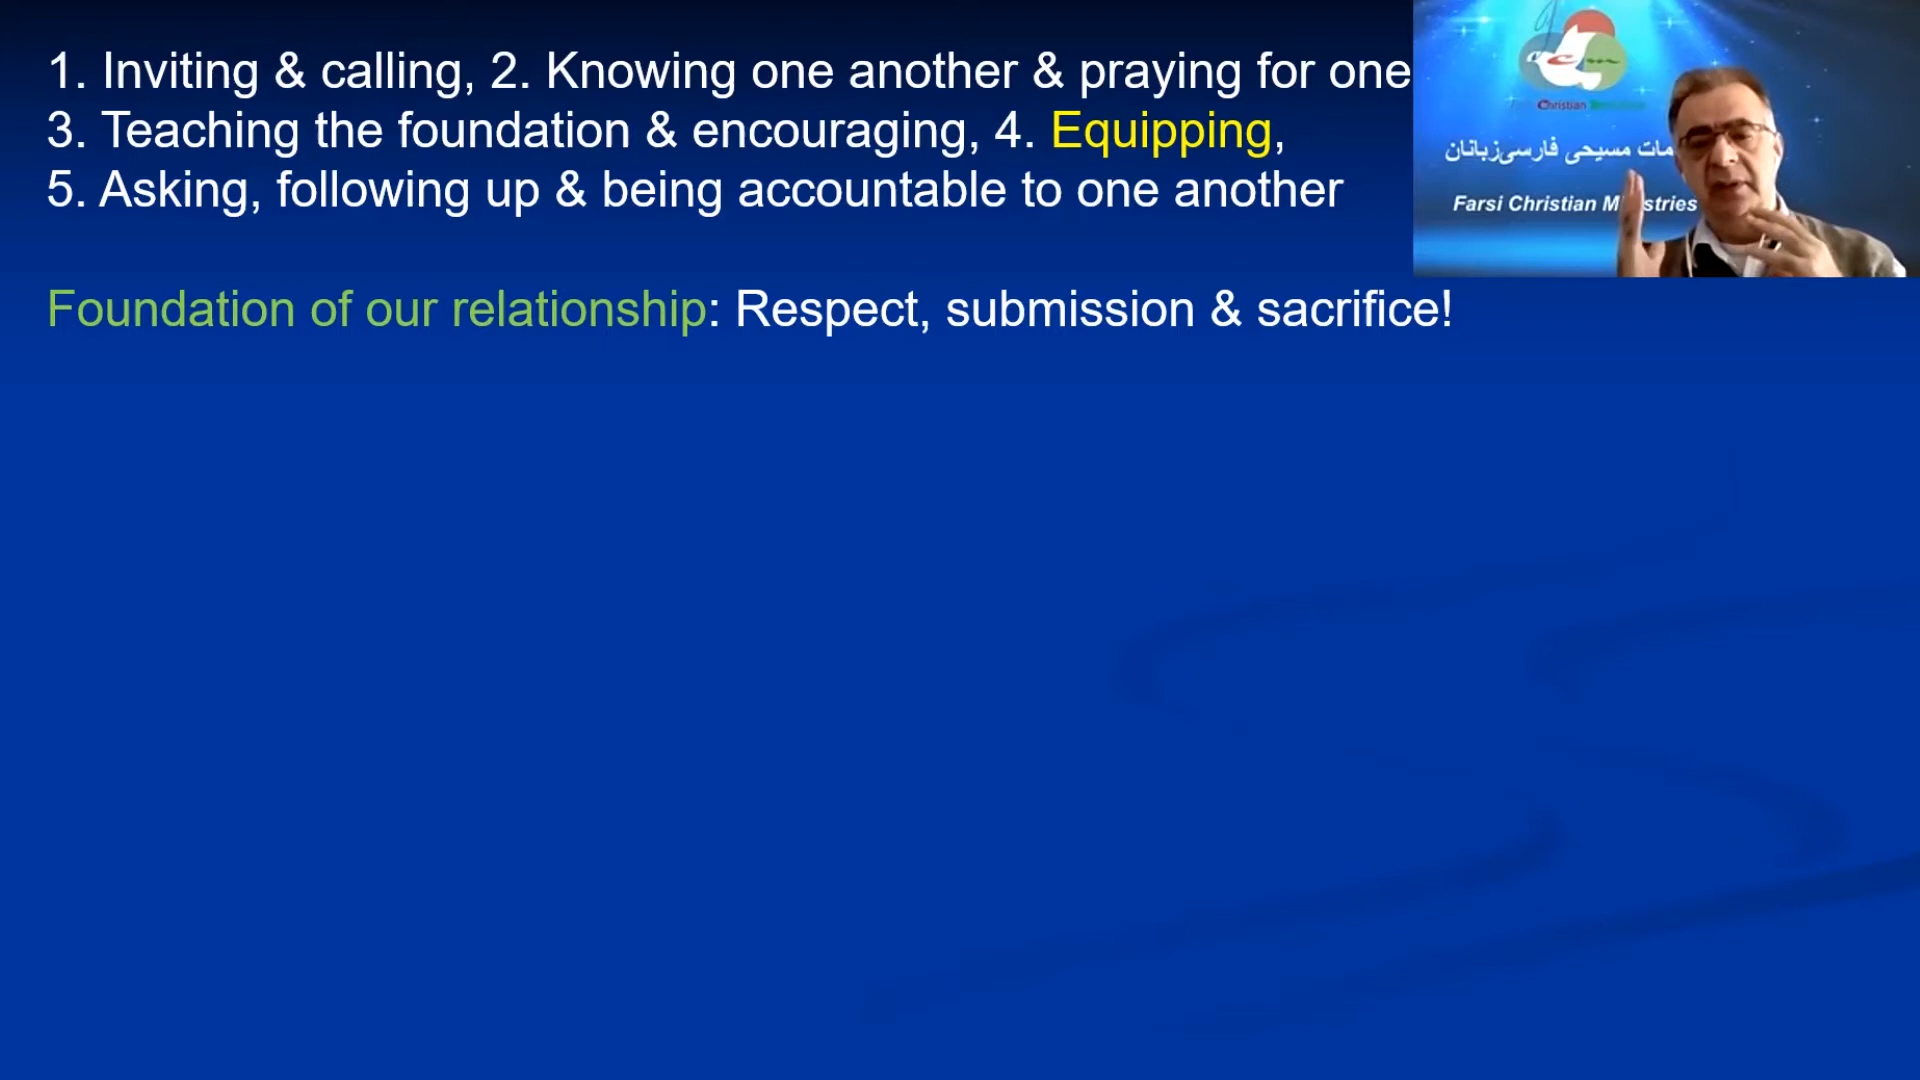 1. Inviting & calling, 2. Knowing one another & praying for one
3. Teaching the foundation & encouraging, 4. Equipping,
5. Asking, following up & being accountable to one another
Foundation of our relationship: Respect, submission & sacrifice!
Christian
مسیحی فارسی‌زبانان
Farsi Christian